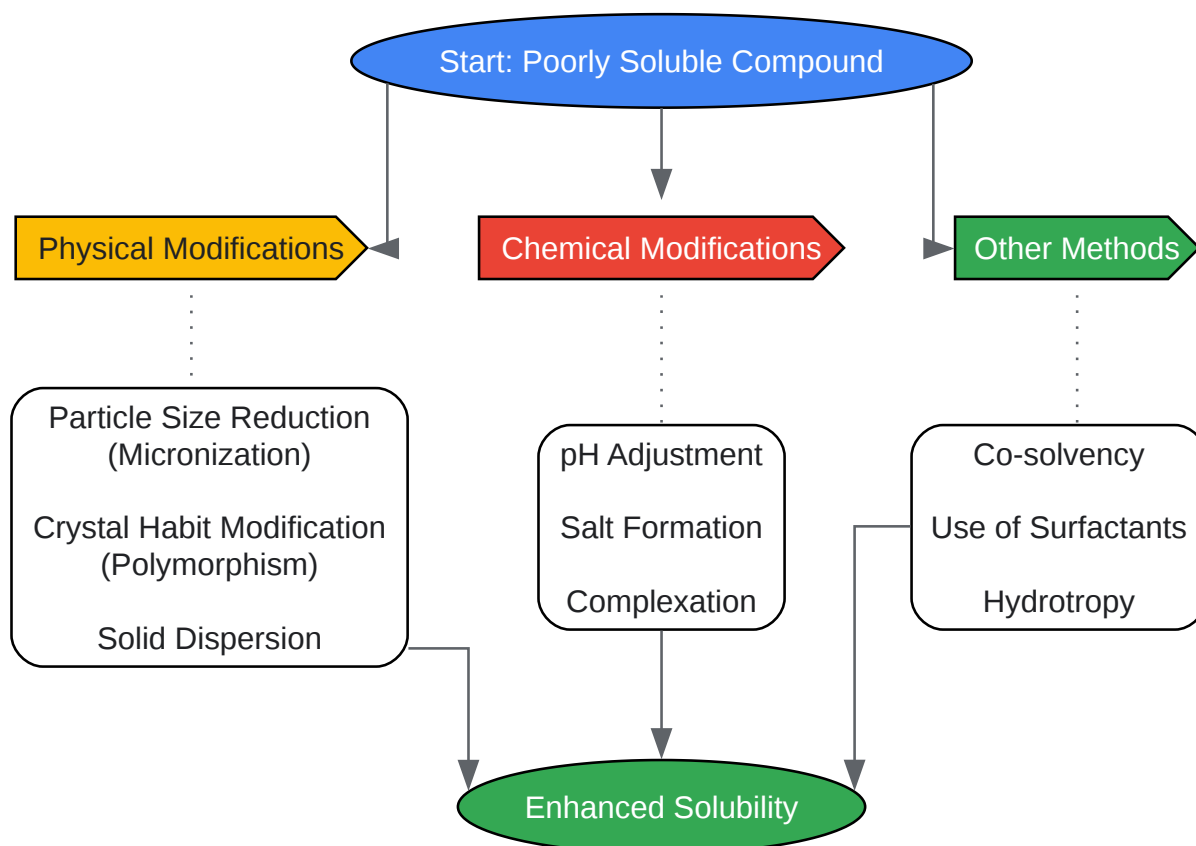 Start: Poorly Soluble Compound
Physical Modifications
Chemical Modifications
Other Methods
Particle Size Reduction
(Micronization)
Crystal Habit Modification
(Polymorphism)
Solid Dispersion
pH Adjustment
Salt Formation
Complexation
Co-solvency
Use of Surfactants
Hydrotropy
Enhanced Solubility